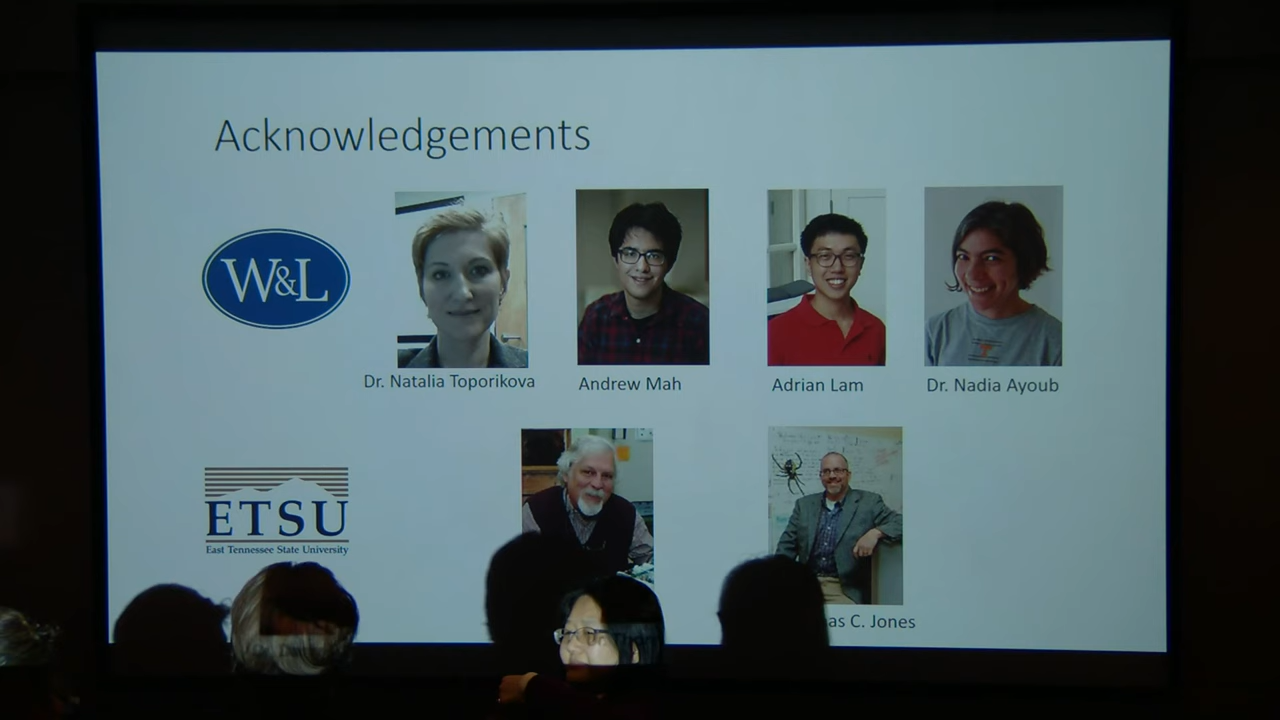 Acknowledgements
W&L
Dr. Natalia Toporikova
Andrew Mah
Adrian Lam
Dr. Nadia Ayoub
ETSU
East Tennessee State University
as C. Jones